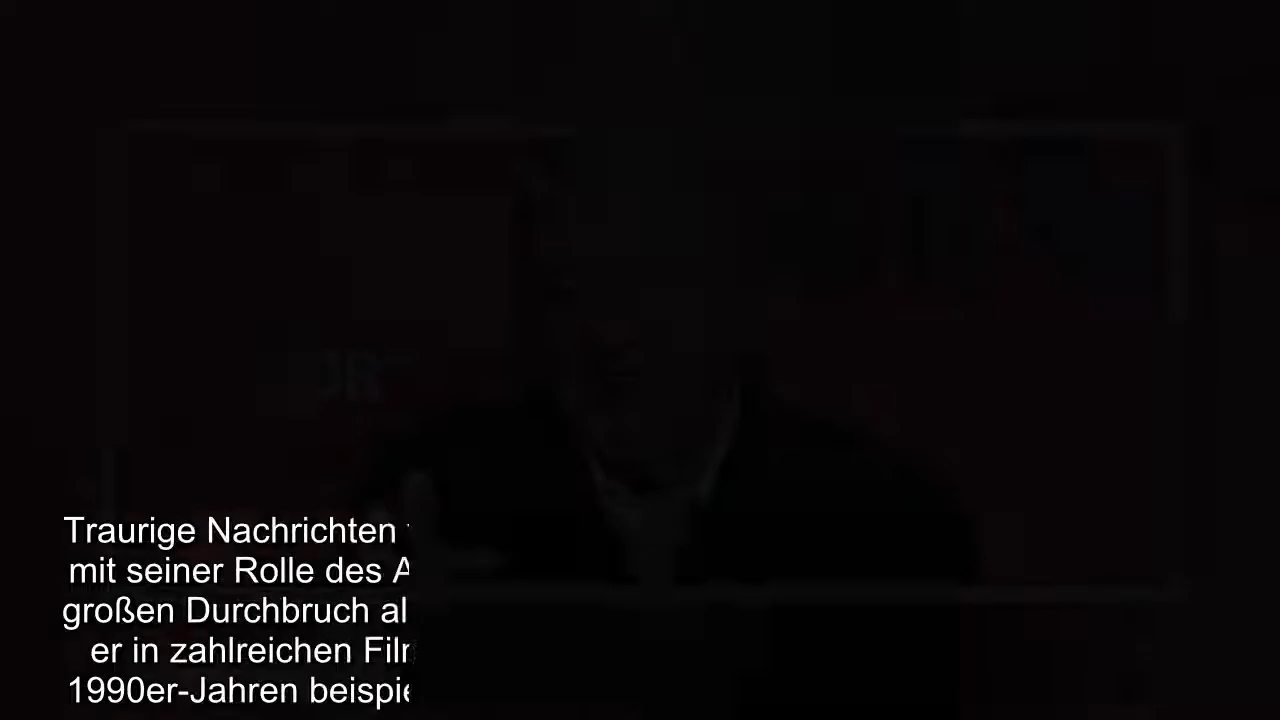 Traurige Nachrichten
mit seiner Rolle des
großen Durchbruch
er in zahlreichen
1990er-Jahren